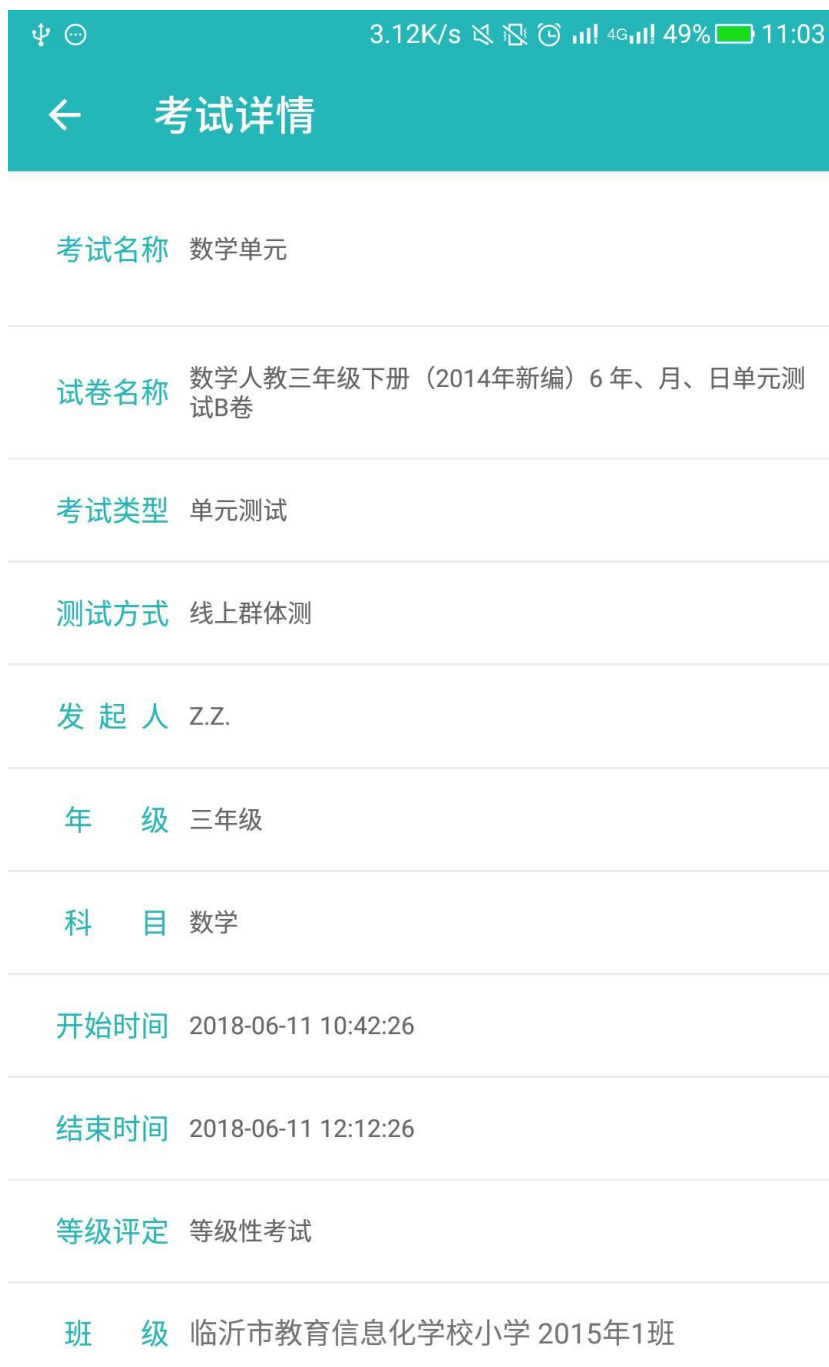 3.12K/s 4G 49% 11:03
考试详情
考试名称 数学单元
试卷名称 数学人教三年级下册（2014年新编）6 年、月、日单元测
试B卷
考试类型 单元测试
测试方式 线上群体测
发 起 人 Z.Z.
年 级 三年级
科 目 数学
开始时间 2018-06-11 10:42:26
结束时间 2018-06-11 12:12:26
等级评定 等级性考试
班 级 临沂市教育信息化学校小学 2015年1班